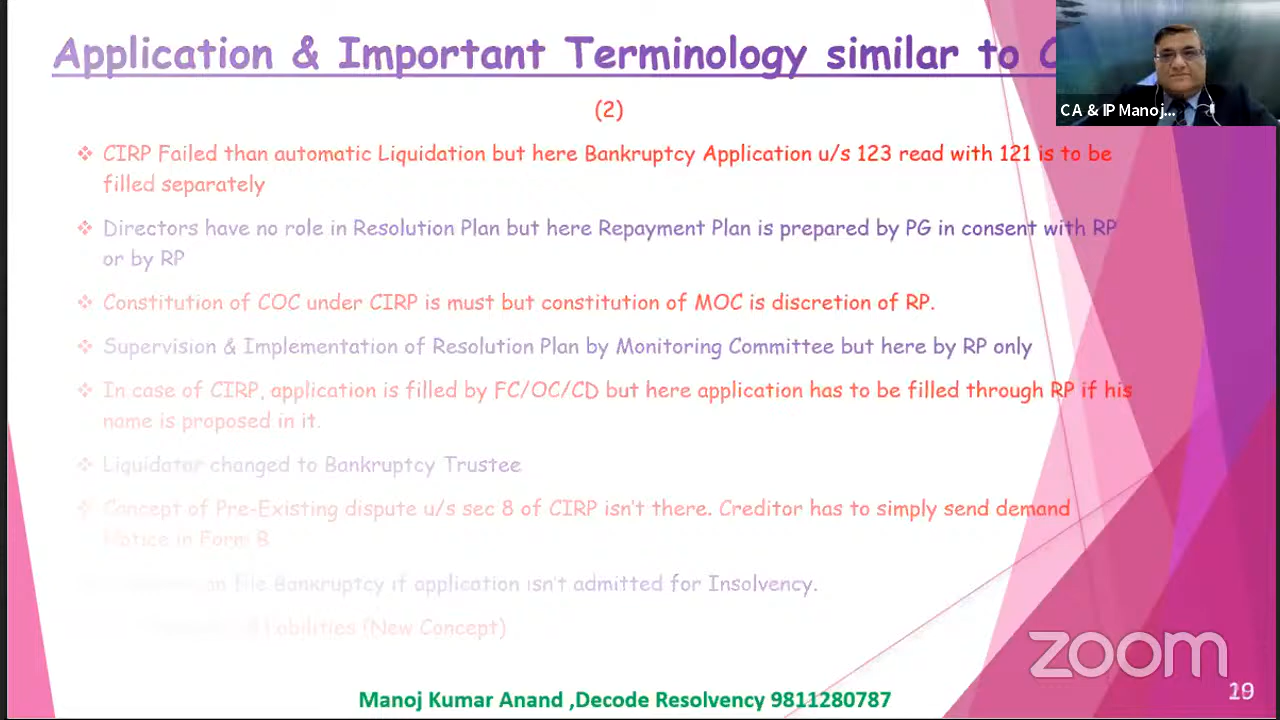 Application & Important Terminology similar to
CA & IP Manoj...
(2)
CIRP Failed than automatic Liquidation but here Bankruptcy Application u/s 123 read with 121 is to be
filled separately
Directors have no role in Resolution Plan but here Repayment Plan is prepared by PG in consent with RP
or by RP
Constitution of COC under CIRP is must but constitution of MOC is discretion of RP.
Supervision & Implementation of Resolution Plan by Monitoring Committee but here by RP only
In case of CIRP, application is filled by FC/OC/CD but here application has to be filled through RP if his
name is proposed in it.
Liquidator changed to Bankruptcy Trustee
Concept of Pre-Existing dispute u/s sec 8 of CIRP isn't there. Creditor has to simply send demand
Notice in Form B
File Bankruptcy if application isn't admitted for Insolvency.
(New Concept)
zoom
Manoj Kumar Anand ,Decode Resolvency 9811280787
19